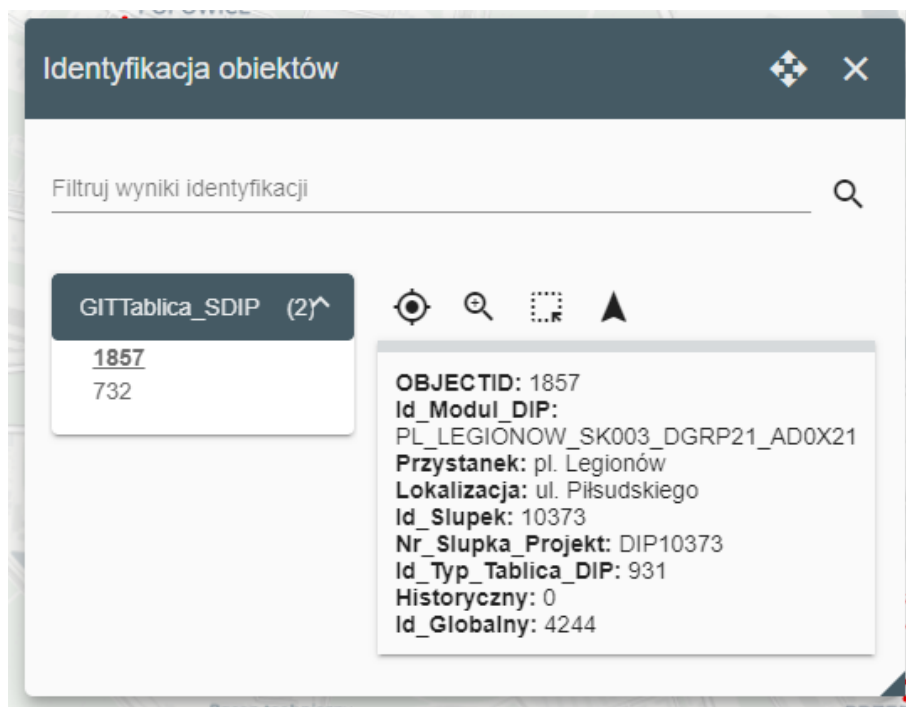 POPOWICE
Identyfikacja obiektów
Filtruj wyniki identyfikacji
GITTablica_SDIP (2)
1857
732
OBJECTID: 1857
Id_Modul_DIP:
PL_LEGIONOW_SK003_DGRP21_AD0X21
Przystanek: pl. Legionów
Lokalizacja: ul. Piłsudskiego
Id_Slupek: 10373
Nr_Slupka_Projekt: DIP10373
Id_Typ_Tablica_DIP: 931
Historyczny: 0
Id_Globalny: 4244